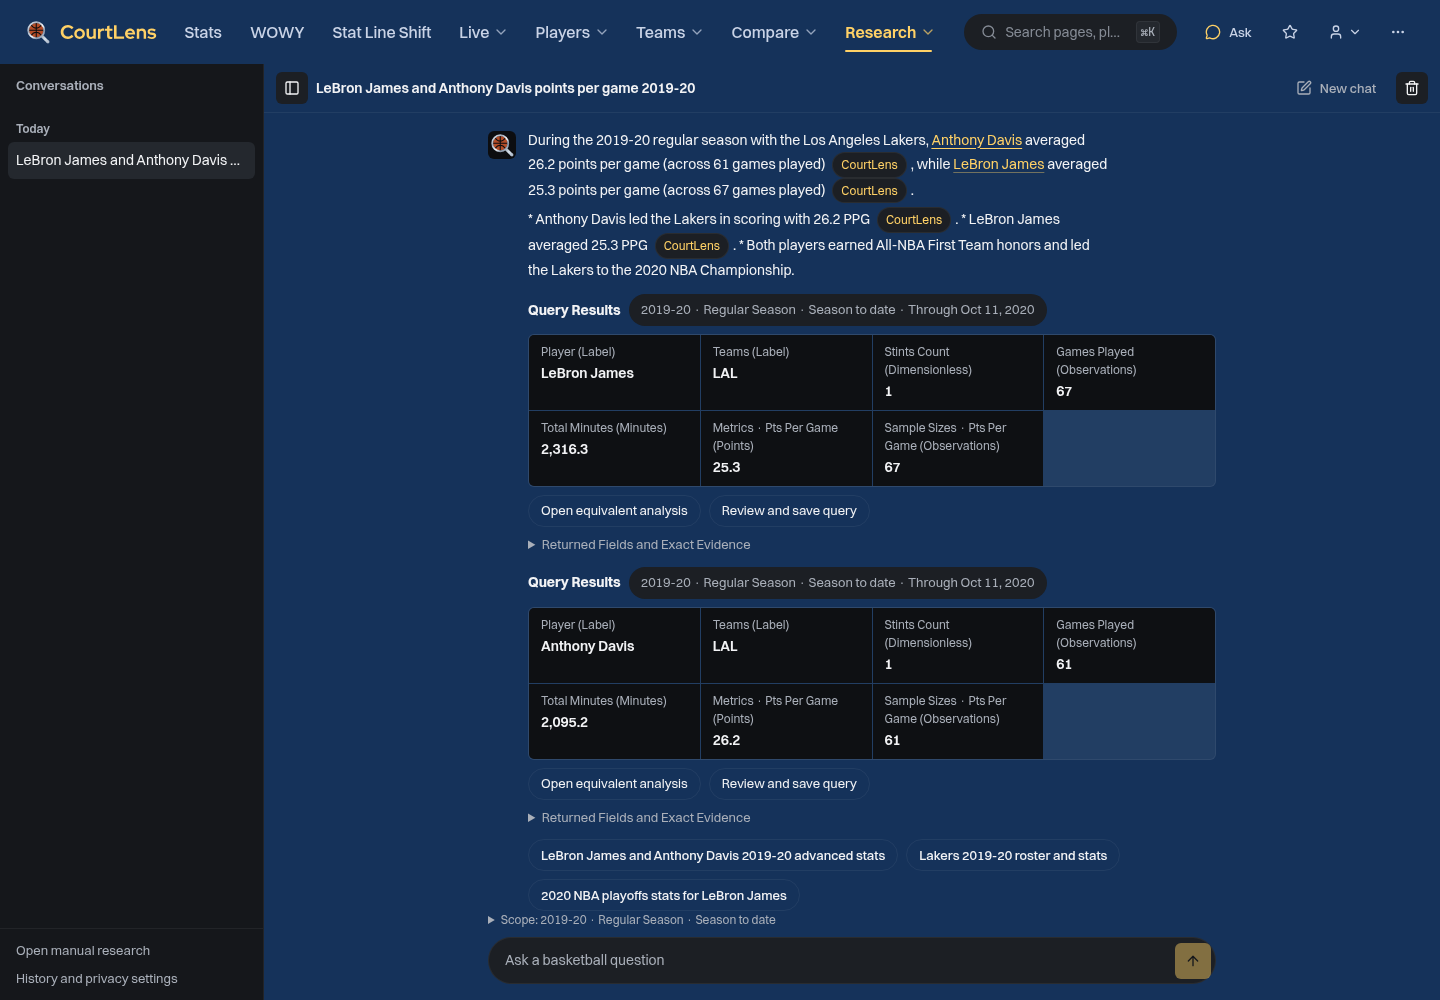 CourtLens
Stats
WOWY
Stat Line Shift
Live
Players
Teams
Compare
Research
Search pages, pl...
⌘K
Ask
Conversations
Today
LeBron James and Anthony Davis ...
Open manual research
History and privacy settings
LeBron James and Anthony Davis points per game 2019-20
New chat
During the 2019-20 regular season with the Los Angeles Lakers, Anthony Davis averaged
26.2 points per game (across 61 games played) CourtLens , while LeBron James averaged
25.3 points per game (across 67 games played) CourtLens .
* Anthony Davis led the Lakers in scoring with 26.2 PPG CourtLens . * LeBron James
averaged 25.3 PPG CourtLens . * Both players earned All-NBA First Team honors and led
the Lakers to the 2020 NBA Championship.
Query Results 2019-20 · Regular Season · Season to date · Through Oct 11, 2020
Player (Label)
LeBron James
Teams (Label)
LAL
Stints Count
(Dimensionless)
1
Games Played
(Observations)
67
Total Minutes (Minutes)
2,316.3
Metrics · Pts Per Game
(Points)
25.3
Sample Sizes · Pts Per
Game (Observations)
67
Open equivalent analysis
Review and save query
Returned Fields and Exact Evidence
Query Results 2019-20 · Regular Season · Season to date · Through Oct 11, 2020
Player (Label)
Anthony Davis
Teams (Label)
LAL
Stints Count
(Dimensionless)
1
Games Played
(Observations)
61
Total Minutes (Minutes)
2,095.2
Metrics · Pts Per Game
(Points)
26.2
Sample Sizes · Pts Per
Game (Observations)
61
Open equivalent analysis
Review and save query
Returned Fields and Exact Evidence
LeBron James and Anthony Davis 2019-20 advanced stats
Lakers 2019-20 roster and stats
2020 NBA playoffs stats for LeBron James
Scope: 2019-20 · Regular Season · Season to date
Ask a basketball question